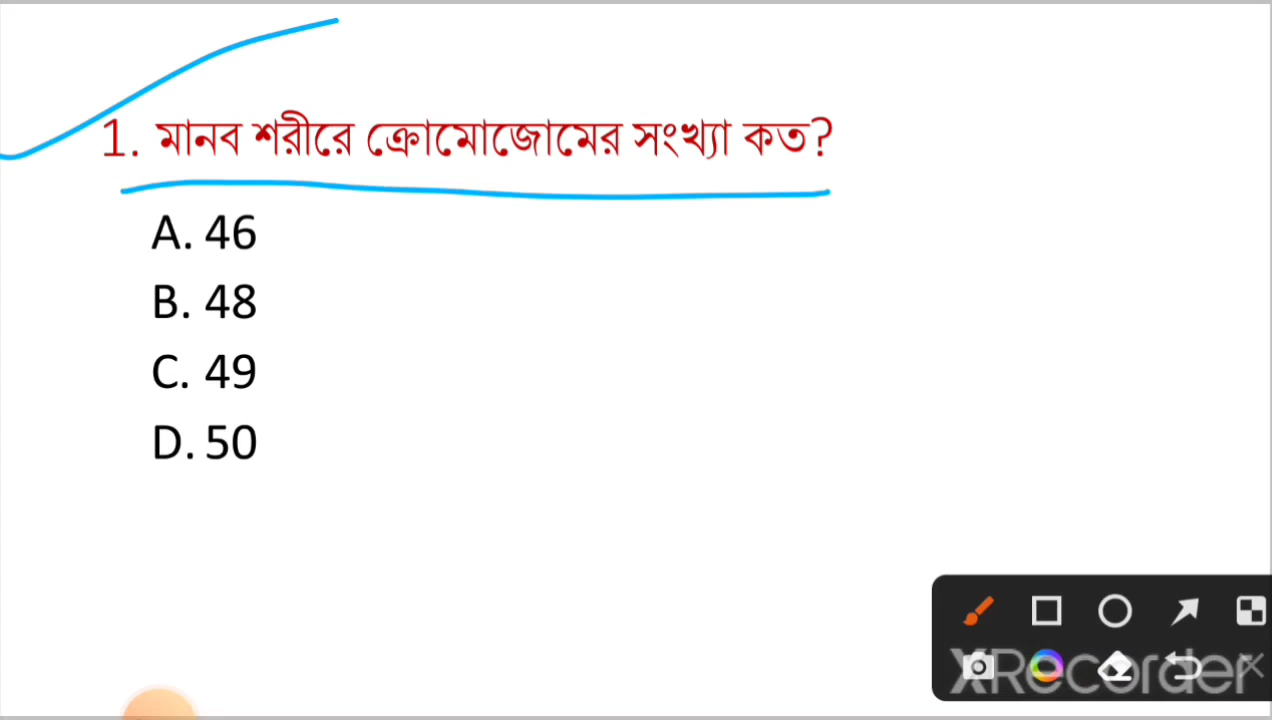 1. মানব শরীরে ক্রোমোজোমের সংখ্যা কত?
A. 46
B. 48
C. 49
D. 50
XRecorder